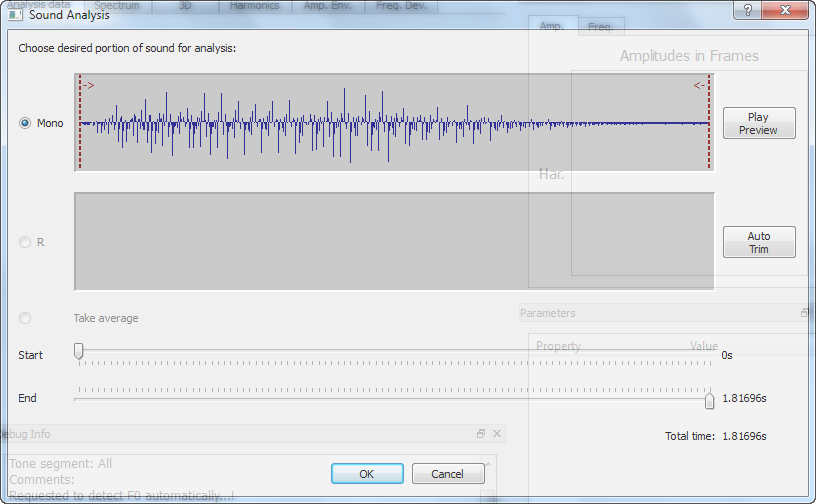 Analysis data Spectrum 3D Harmonics Amp. Env. Freq. Dev.
Sound Analysis
?
Amp. Freq.
Choose desired portion of sound for analysis:
Amplitudes in Frames
-> <-
Mono
Play
Preview
Har.
R
Auto
Trim
Take average
Parameters
Property Value
Start
0s
End
1.81696s
Debug Info
Total time: 1.81696s
Tone segment: All
Comments:
Requested to detect F0 automatically...!
OK
Cancel